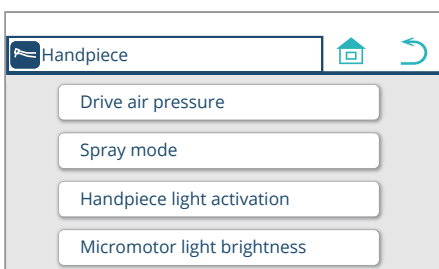 Handpiece
Drive air pressure
Spray mode
Handpiece light activation
Micromotor light brightness